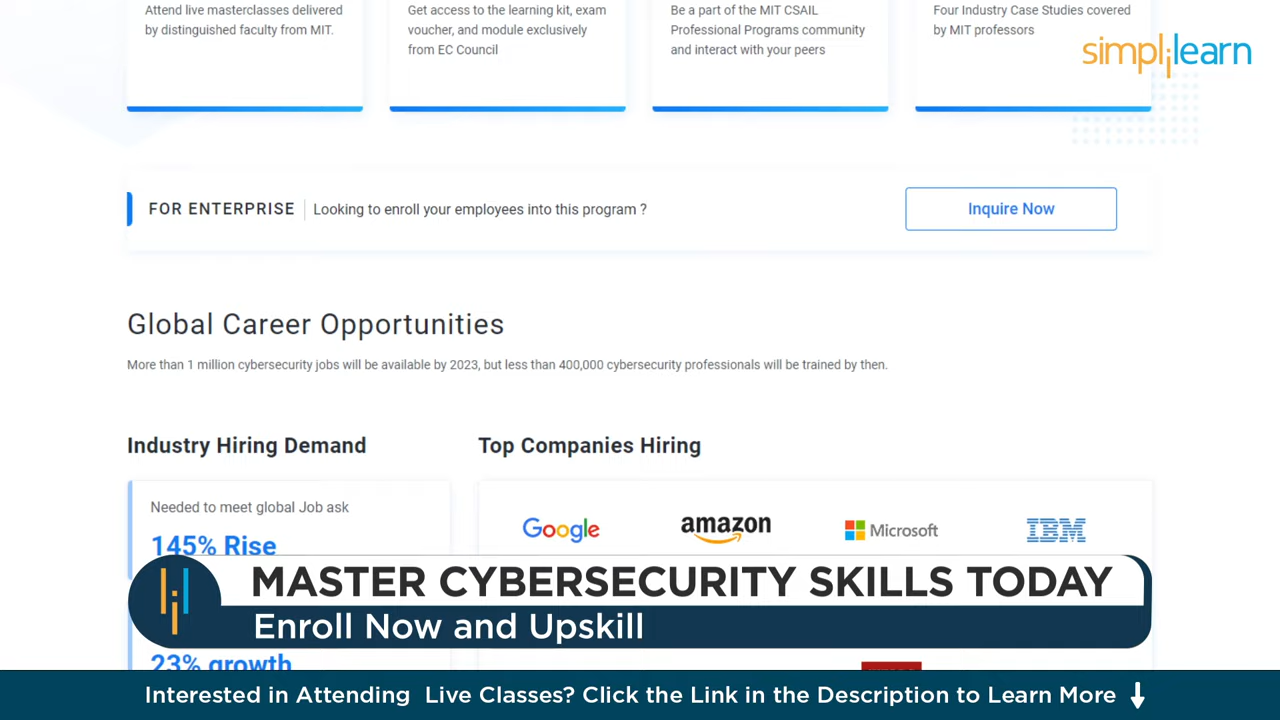 Attend live masterclasses delivered
by distinguished faculty from MIT.
Get access to the learning kit, exam
voucher, and module exclusively
from EC Council
Be a part of the MIT CSAIL
Professional Programs community
and interact with your peers
Four Industry Case Studies covered
by MIT professors
simplilearn
FOR ENTERPRISE
Looking to enroll your employees into this program ?
Inquire Now
Global Career Opportunities
More than 1 million cybersecurity jobs will be available by 2023, but less than 400,000 cybersecurity professionals will be trained by then.
Industry Hiring Demand
Top Companies Hiring
Needed to meet global Job ask
145% Rise
Google
amazon
Microsoft
IBM
MASTER CYBERSECURITY SKILLS TODAY
Enroll Now and Upskill
23% growth
Interested in Attending Live Classes? Click the Link in the Description to Learn More